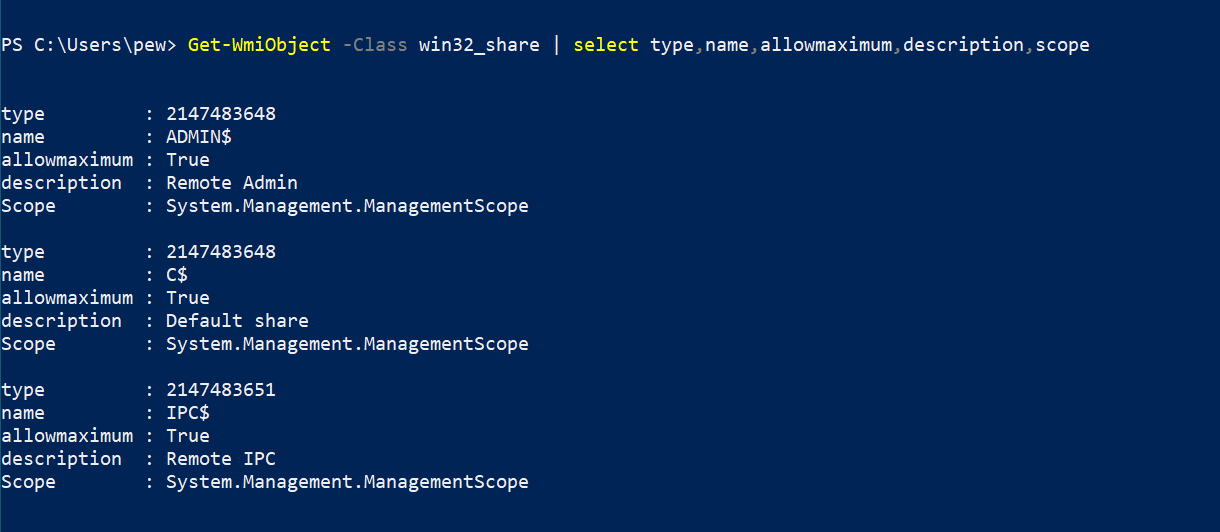 PS C:\Users\pew> Get-WmiObject -Class win32_share | select type,name,allowmaximum,description,scope
type         : 2147483648
name         : ADMIN$
allowmaximum : True
description  : Remote Admin
Scope        : System.Management.ManagementScope
type         : 2147483648
name         : C$
allowmaximum : True
description  : Default share
Scope        : System.Management.ManagementScope
type         : 2147483651
name         : IPC$
allowmaximum : True
description  : Remote IPC
Scope        : System.Management.ManagementScope